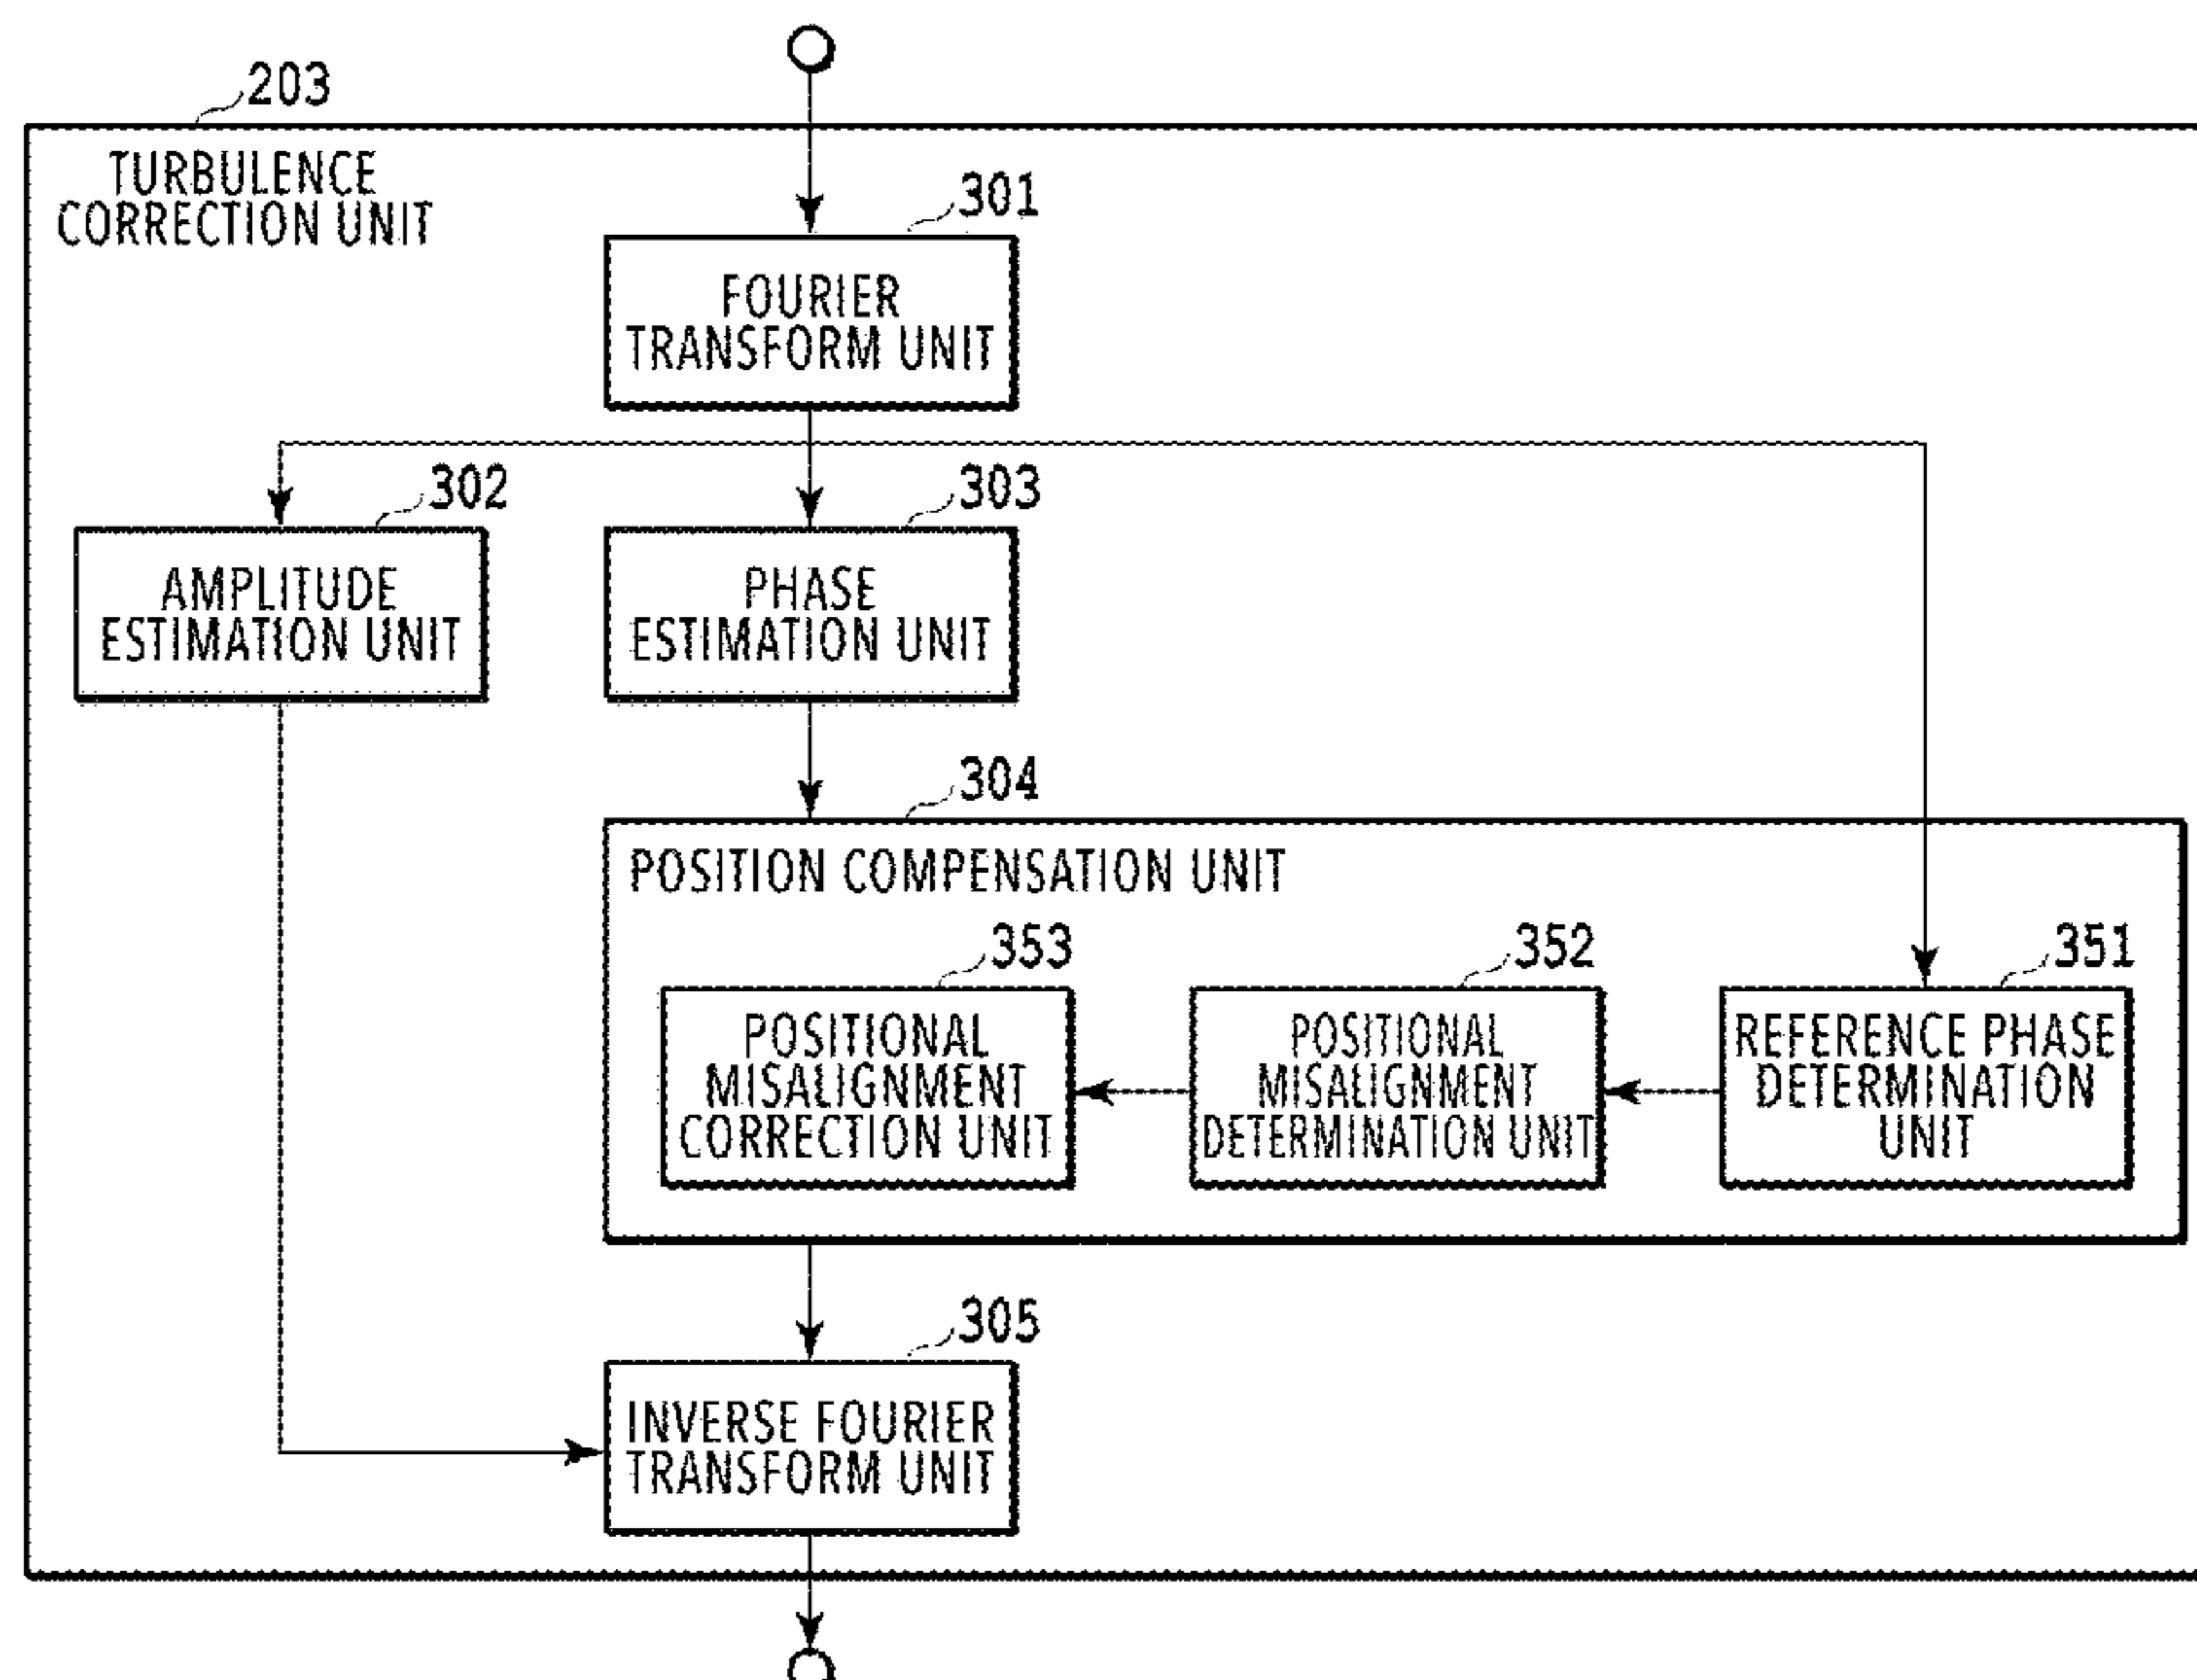 203
TURBULENCE
CORRECTION UNIT
301
FOURIER
TRANSFORM UNIT
302
AMPLITUDE
ESTIMATION UNIT
303
PHASE
ESTIMATION UNIT
304
POSITION COMPENSATION UNIT
353
POSITIONAL
MISALIGNMENT
CORRECTION UNIT
352
POSITIONAL
MISALIGNMENT
DETERMINATION UNIT
351
REFERENCE PHASE
DETERMINATION
UNIT
305
INVERSE FOURIER
TRANSFORM UNIT